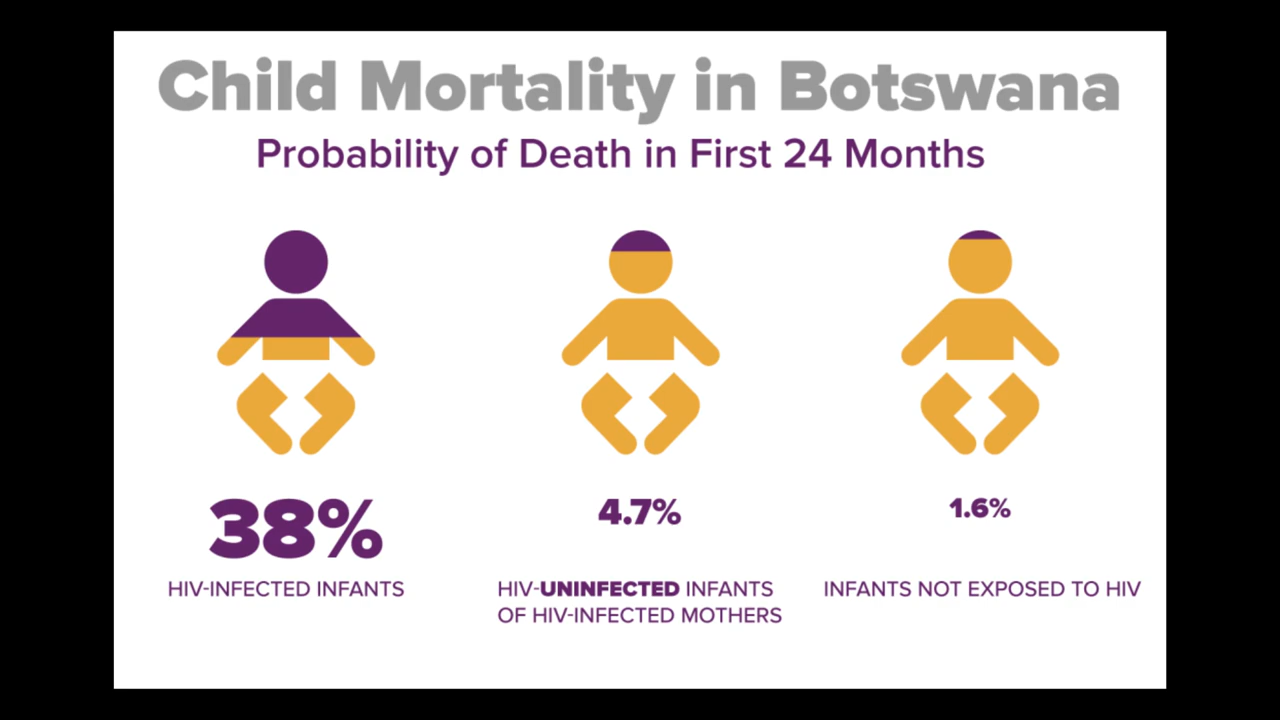 Child Mortality in Botswana
Probability of Death in First 24 Months
38%
HIV-INFECTED INFANTS
4.7%
HIV-UNINFECTED INFANTS
OF HIV-INFECTED MOTHERS
1.6%
INFANTS NOT EXPOSED TO HIV